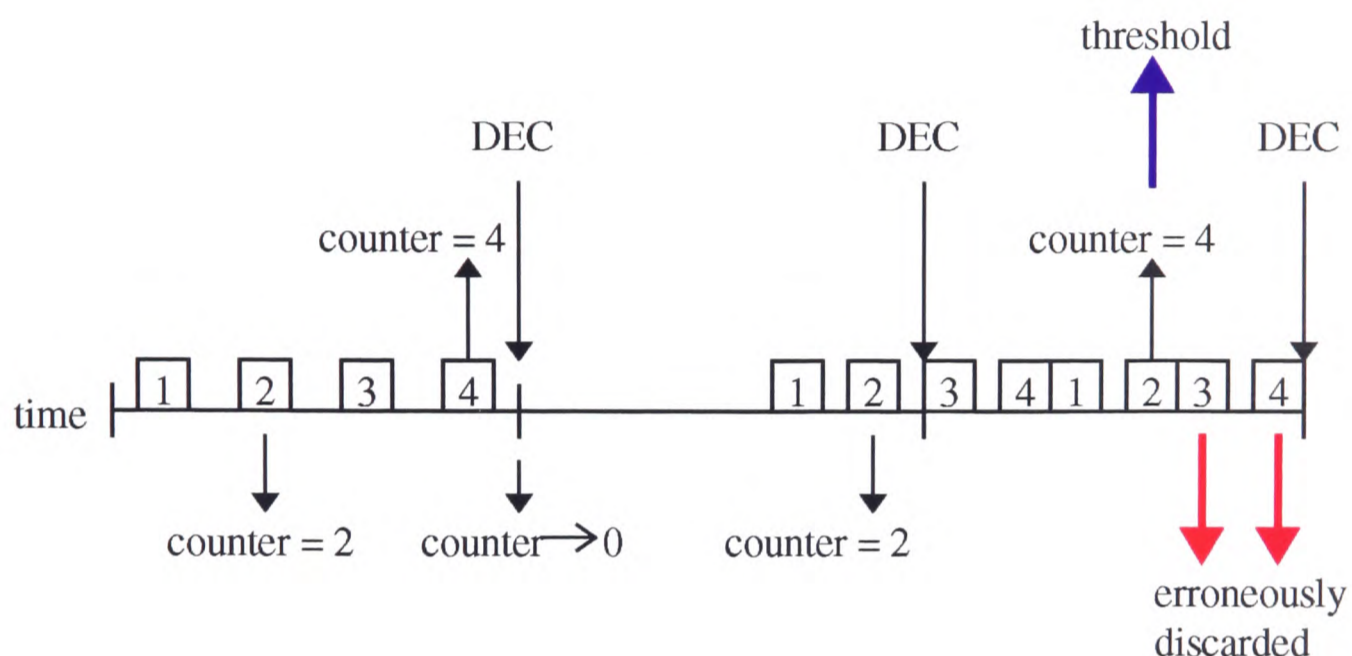 threshold
DEC DEC DEC
counter = 4 counter = 4
time 1 2 3 4 1 2 3 4 1 2 3 4
counter = 2 counter → 0 counter = 2
erroneously
discarded